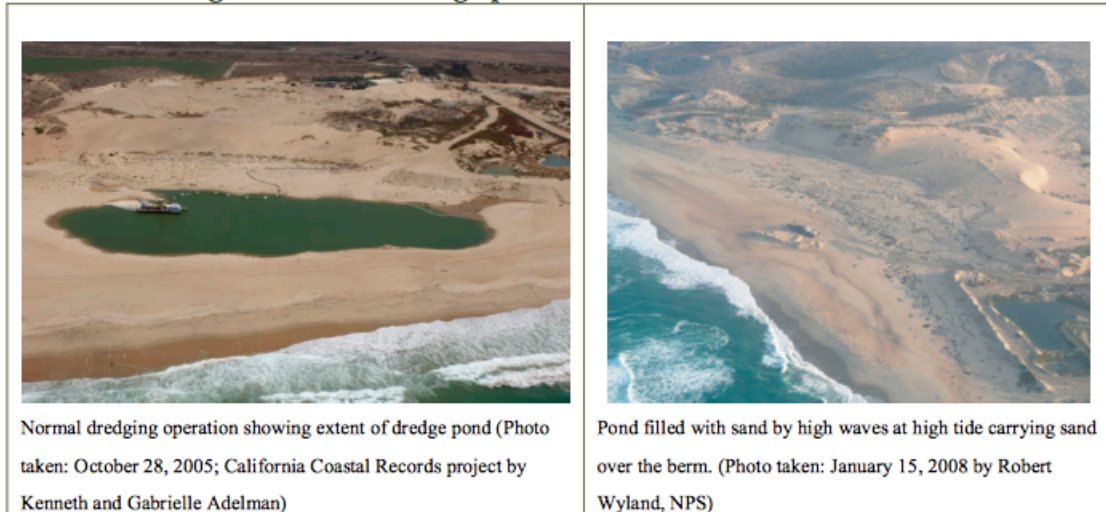 Normal dredging operation showing extent of dredge pond (Photo
taken: October 28, 2005; California Coastal Records project by
Kenneth and Gabrielle Adelman)
Pond filled with sand by high waves at high tide carrying sand
over the berm. (Photo taken: January 15, 2008 by Robert
Wyland, NPS)